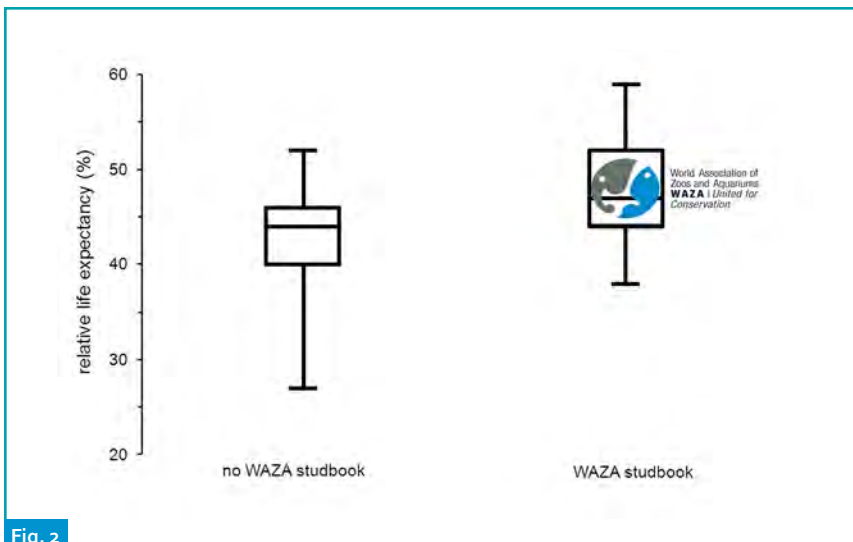 60
50
40
30
20
relative life expectancy (%)
World Association of
Zoos and Aquariums
WAZA | United for
Conservation
no WAZA studbook
WAZA studbook
Fig. 2